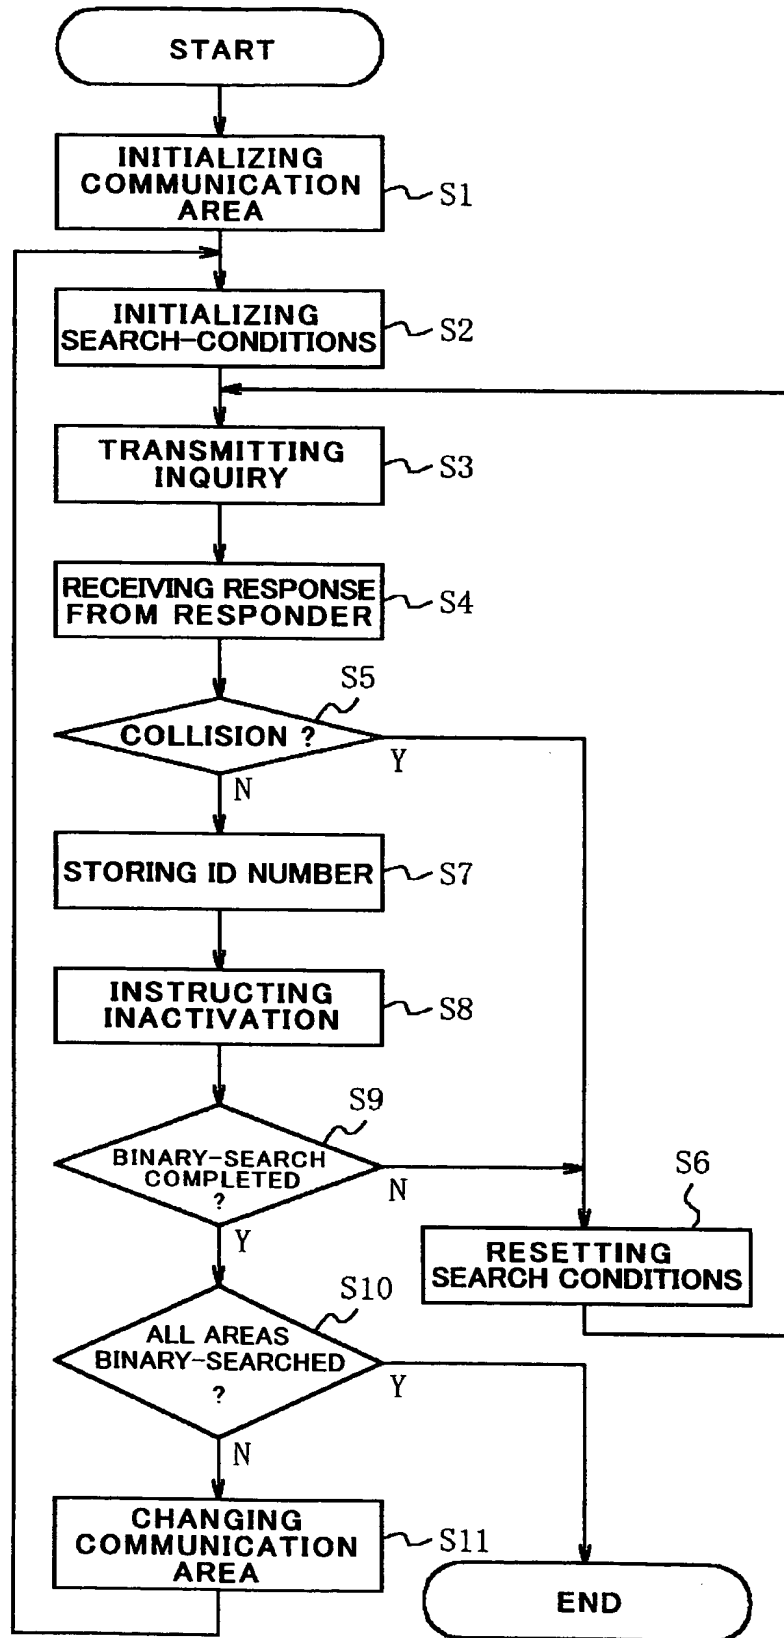 START
INITIALIZING
COMMUNICATION
AREA
S1
INITIALIZING
SEARCH-CONDITIONS
S2
TRANSMITTING
INQUIRY
S3
RECEIVING RESPONSE
FROM RESPONDER
S4
S5
COLLISION ?
Y
N
STORING ID NUMBER
S7
INSTRUCTING
INACTIVATION
S8
S9
BINARY-SEARCH
COMPLETED
?
N
Y
S6
RESETTING
SEARCH CONDITIONS
S10
ALL AREAS
BINARY-SEARCHED
?
Y
N
CHANGING
COMMUNICATION
AREA
S11
END